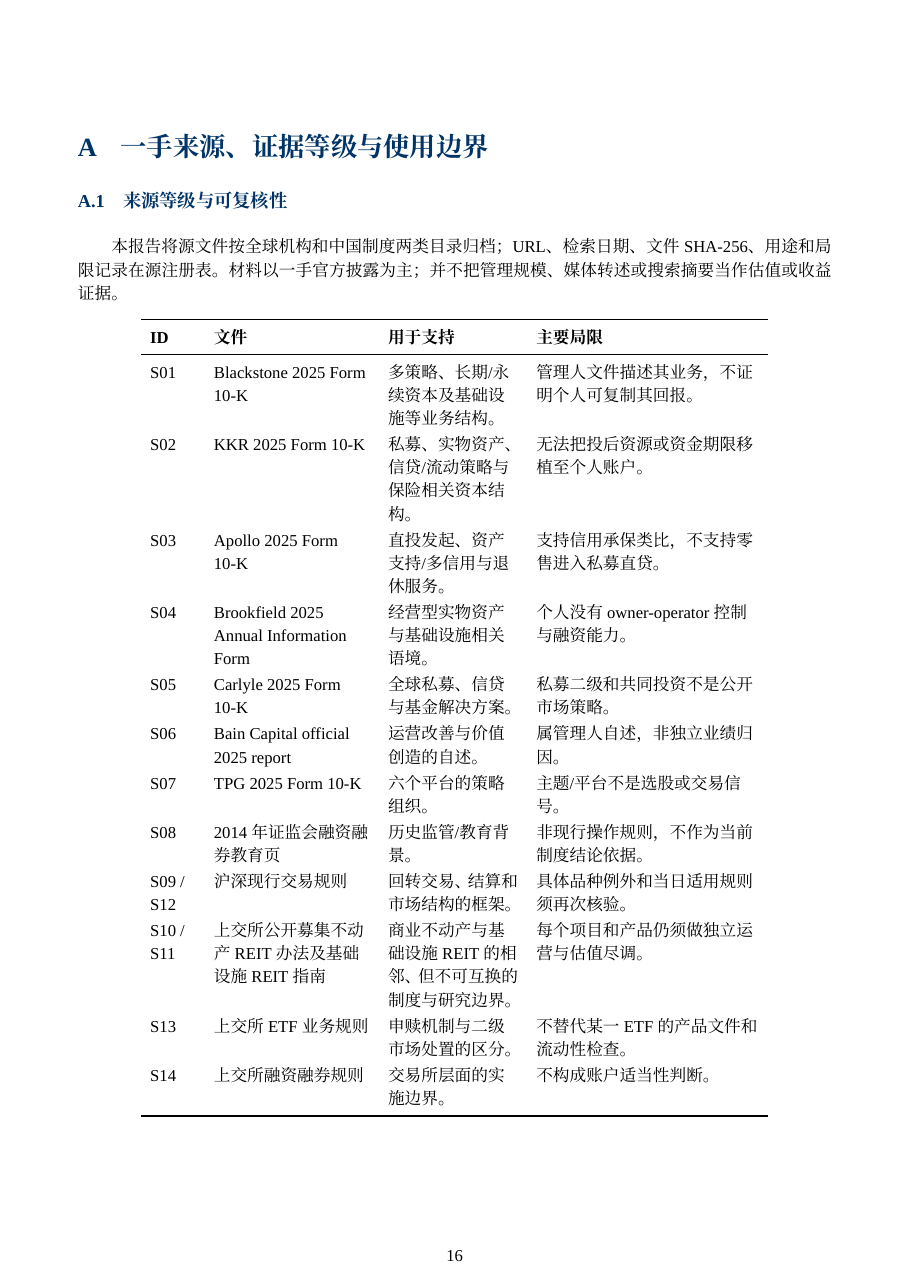 A 一手来源、证据等级与使用边界
A.1 来源等级与可复核性
本报告将源文件按全球机构和中国制度两类目录归档；URL、检索日期、文件 SHA-256、用途和局
限记录在源注册表。材料以一手官方披露为主；并不把管理规模、媒体转述或搜索摘要当作估值或收益
证据。
ID 文件 用于支持 主要局限
S01 Blackstone 2025 Form 多策略、长期/永 管理人文件描述其业务，不证
10-K 续资本及基础设 明个人可复制其回报。
施等业务结构。
S02 KKR 2025 Form 10-K 私募、实物资产、 无法把投后资源或资金期限移
信贷/流动策略与 植至个人账户。
保险相关资本结
构。
S03 Apollo 2025 Form 直投发起、资产 支持信用承保类比，不支持零
10-K 支持/多信用与退 售进入私募直贷。
休服务。
S04 Brookfield 2025 经营型实物资产 个人没有 owner-operator 控制
Annual Information 与基础设施相关 与融资能力。
Form 语境。
S05 Carlyle 2025 Form 全球私募、信贷 私募二级和共同投资不是公开
10-K 与基金解决方案。 市场策略。
S06 Bain Capital official 运营改善与价值 属管理人自述，非独立业绩归
2025 report 创造的自述。 因。
S07 TPG 2025 Form 10-K 六个平台的策略 主题/平台不是选股或交易信
组织。 号。
S08 2014 年证监会融资融 历史监管/教育背 非现行操作规则，不作为当前
券教育页 景。 制度结论依据。
S09 / 沪深现行交易规则 回转交易、结算和 具体品种例外和当日适用规则
S12 市场结构的框架。 须再次核验。
S10 / 上交所公开募集不动 商业不动产与基 每个项目和产品仍须做独立运
S11 产 REIT 办法及基础 础设施 REIT 的相 营与估值尽调。
设施 REIT 指南 邻、但不可互换的
制度与研究边界。
S13 上交所 ETF 业务规则 申赎机制与二级 不替代某一 ETF 的产品文件和
市场处置的区分。 流动性检查。
S14 上交所融资融券规则 交易所层面的实 不构成账户适当性判断。
施边界。
16